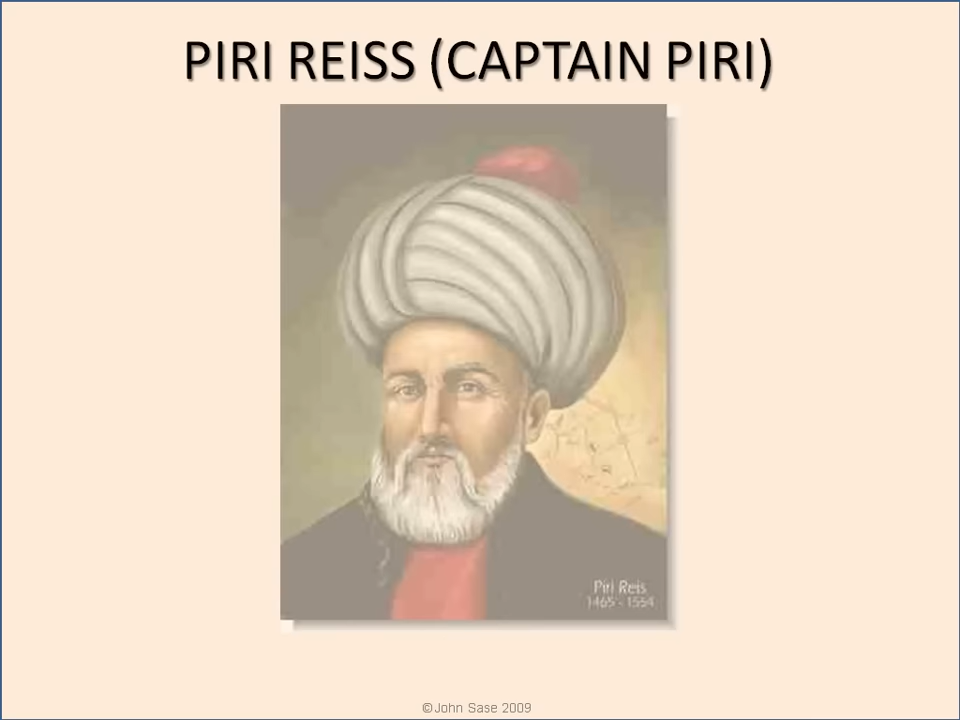 PIRI REISS (CAPTAIN PIRI)
Piri Reis
1465 - 1554
©John Sase 2009